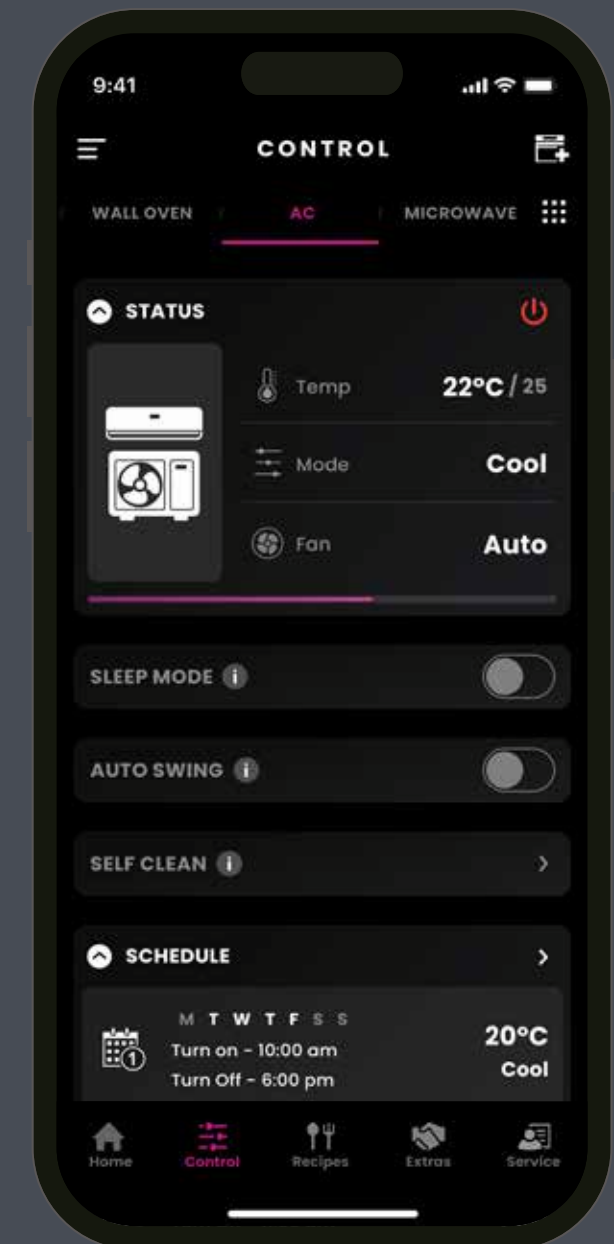 9:41
CONTROL
WALL OVEN AC MICROWAVE
STATUS
Temp 22°C / 25
Mode Cool
Fan Auto
SLEEP MODE i
AUTO SWING i
SELF CLEAN i
SCHEDULE
M T W T F S S
1 Turn on - 10:00 am 20°C
Turn Off - 6:00 pm Cool
Home Control Recipes Extras Service